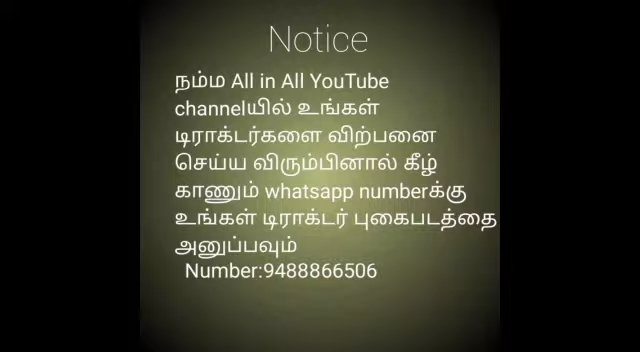 Notice
நம்ம All in All YouTube
channelயில் உங்கள்
டிராக்டர்களை விற்பனை
செய்ய விரும்பினால் கீழ்
காணும் whatsapp numberக்கு
உங்கள் டிராக்டர் புகைபடத்தை
அனுப்பவும்
Number:9488866506